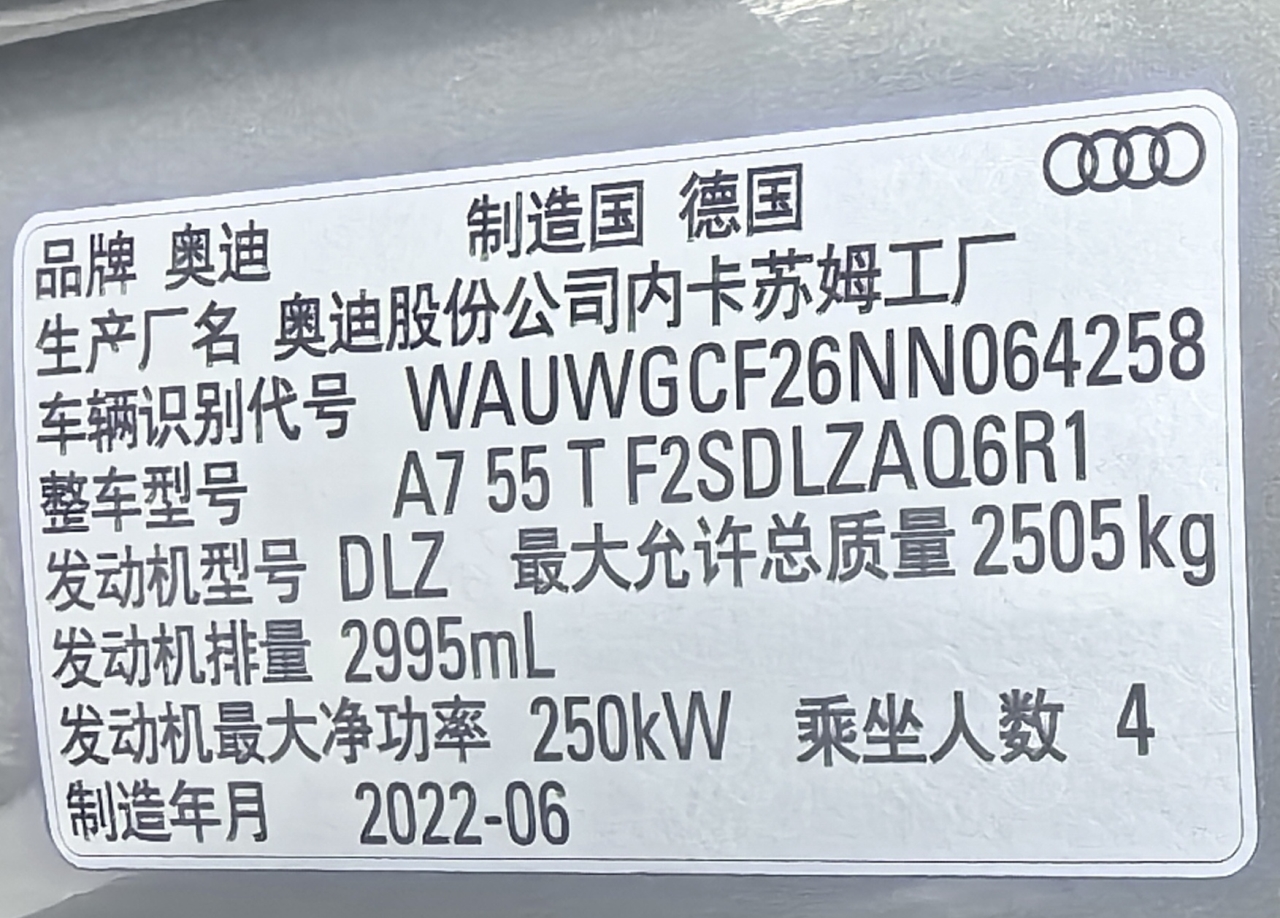 品牌 奥迪 制造国 德国
生产厂名 奥迪股份公司内卡苏姆工厂
车辆识别代号 WAUWGCF26NN064258
整车型号 A7 55 T F2SDLZAQ6R1
发动机型号 DLZ 最大允许总质量 2505kg
发动机排量 2995mL
发动机最大净功率 250kW 乘坐人数 4
制造年月 2022-06